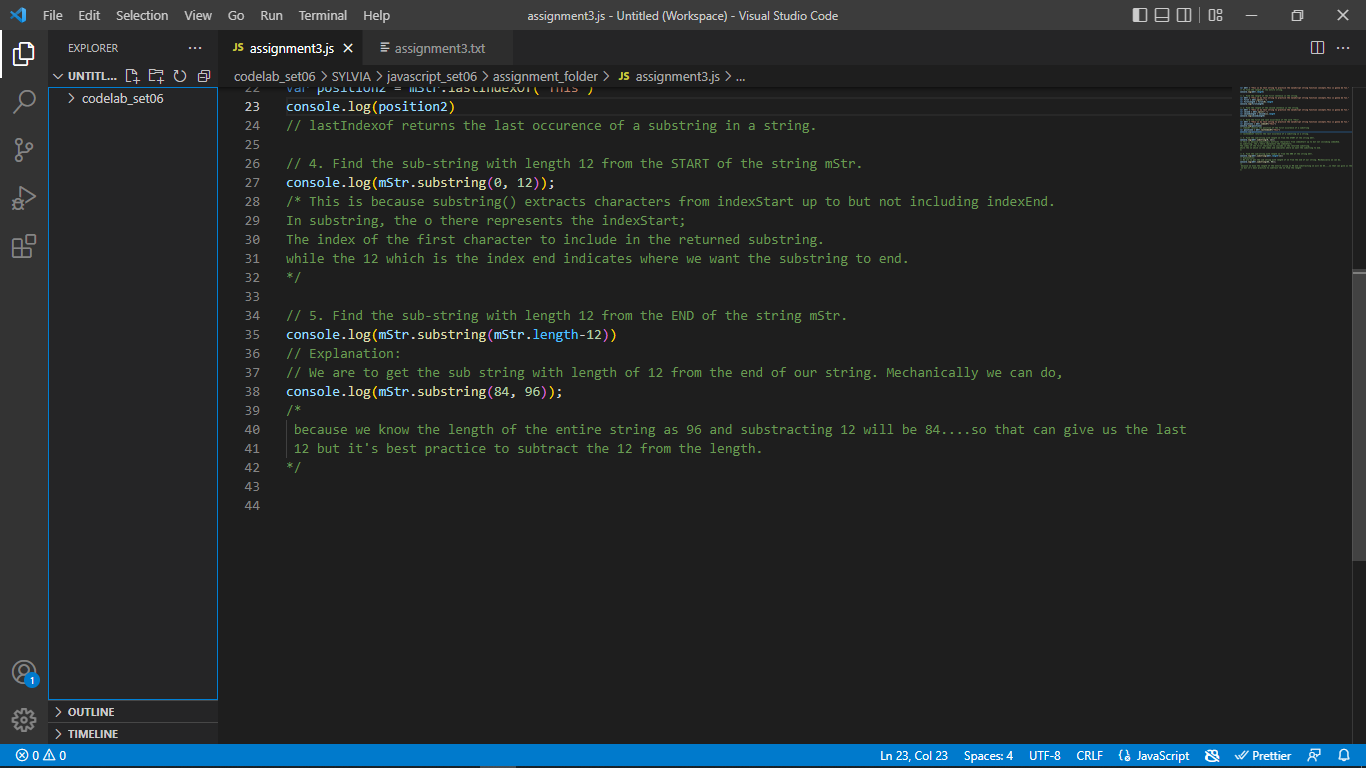 File Edit Selection View Go Run Terminal Help
assignment3.js - Untitled (Workspace) - Visual Studio Code
EXPLORER
UNTITL...
codelab_set06
JS assignment3.js
assignment3.txt
codelab_set06 > SYLVIA > javascript_set06 > assignment_folder > JS assignment3.js > ...
22 var position2 = mStr.lastIndexOf("This")
23 console.log(position2)
24 // lastIndexof returns the last occurence of a substring in a string.
25
26 // 4. Find the sub-string with length 12 from the START of the string mStr.
27 console.log(mStr.substring(0, 12));
28 /* This is because substring() extracts characters from indexStart up to but not including indexEnd.
29 In substring, the o there represents the indexStart;
30 The index of the first character to include in the returned substring.
31 while the 12 which is the index end indicates where we want the substring to end.
32 */
33
34 // 5. Find the sub-string with length 12 from the END of the string mStr.
35 console.log(mStr.substring(mStr.length-12))
36 // Explanation:
37 // We are to get the sub string with length of 12 from the end of our string. Mechanically we can do,
38 console.log(mStr.substring(84, 96));
39 /*
40 because we know the length of the entire string as 96 and substracting 12 will be 84....so that can give us the last
41 12 but it's best practice to subtract the 12 from the length.
42 */
43
44
1
OUTLINE
TIMELINE
0 0
Ln 23, Col 23 Spaces: 4 UTF-8 CRLF {} JavaScript Prettier